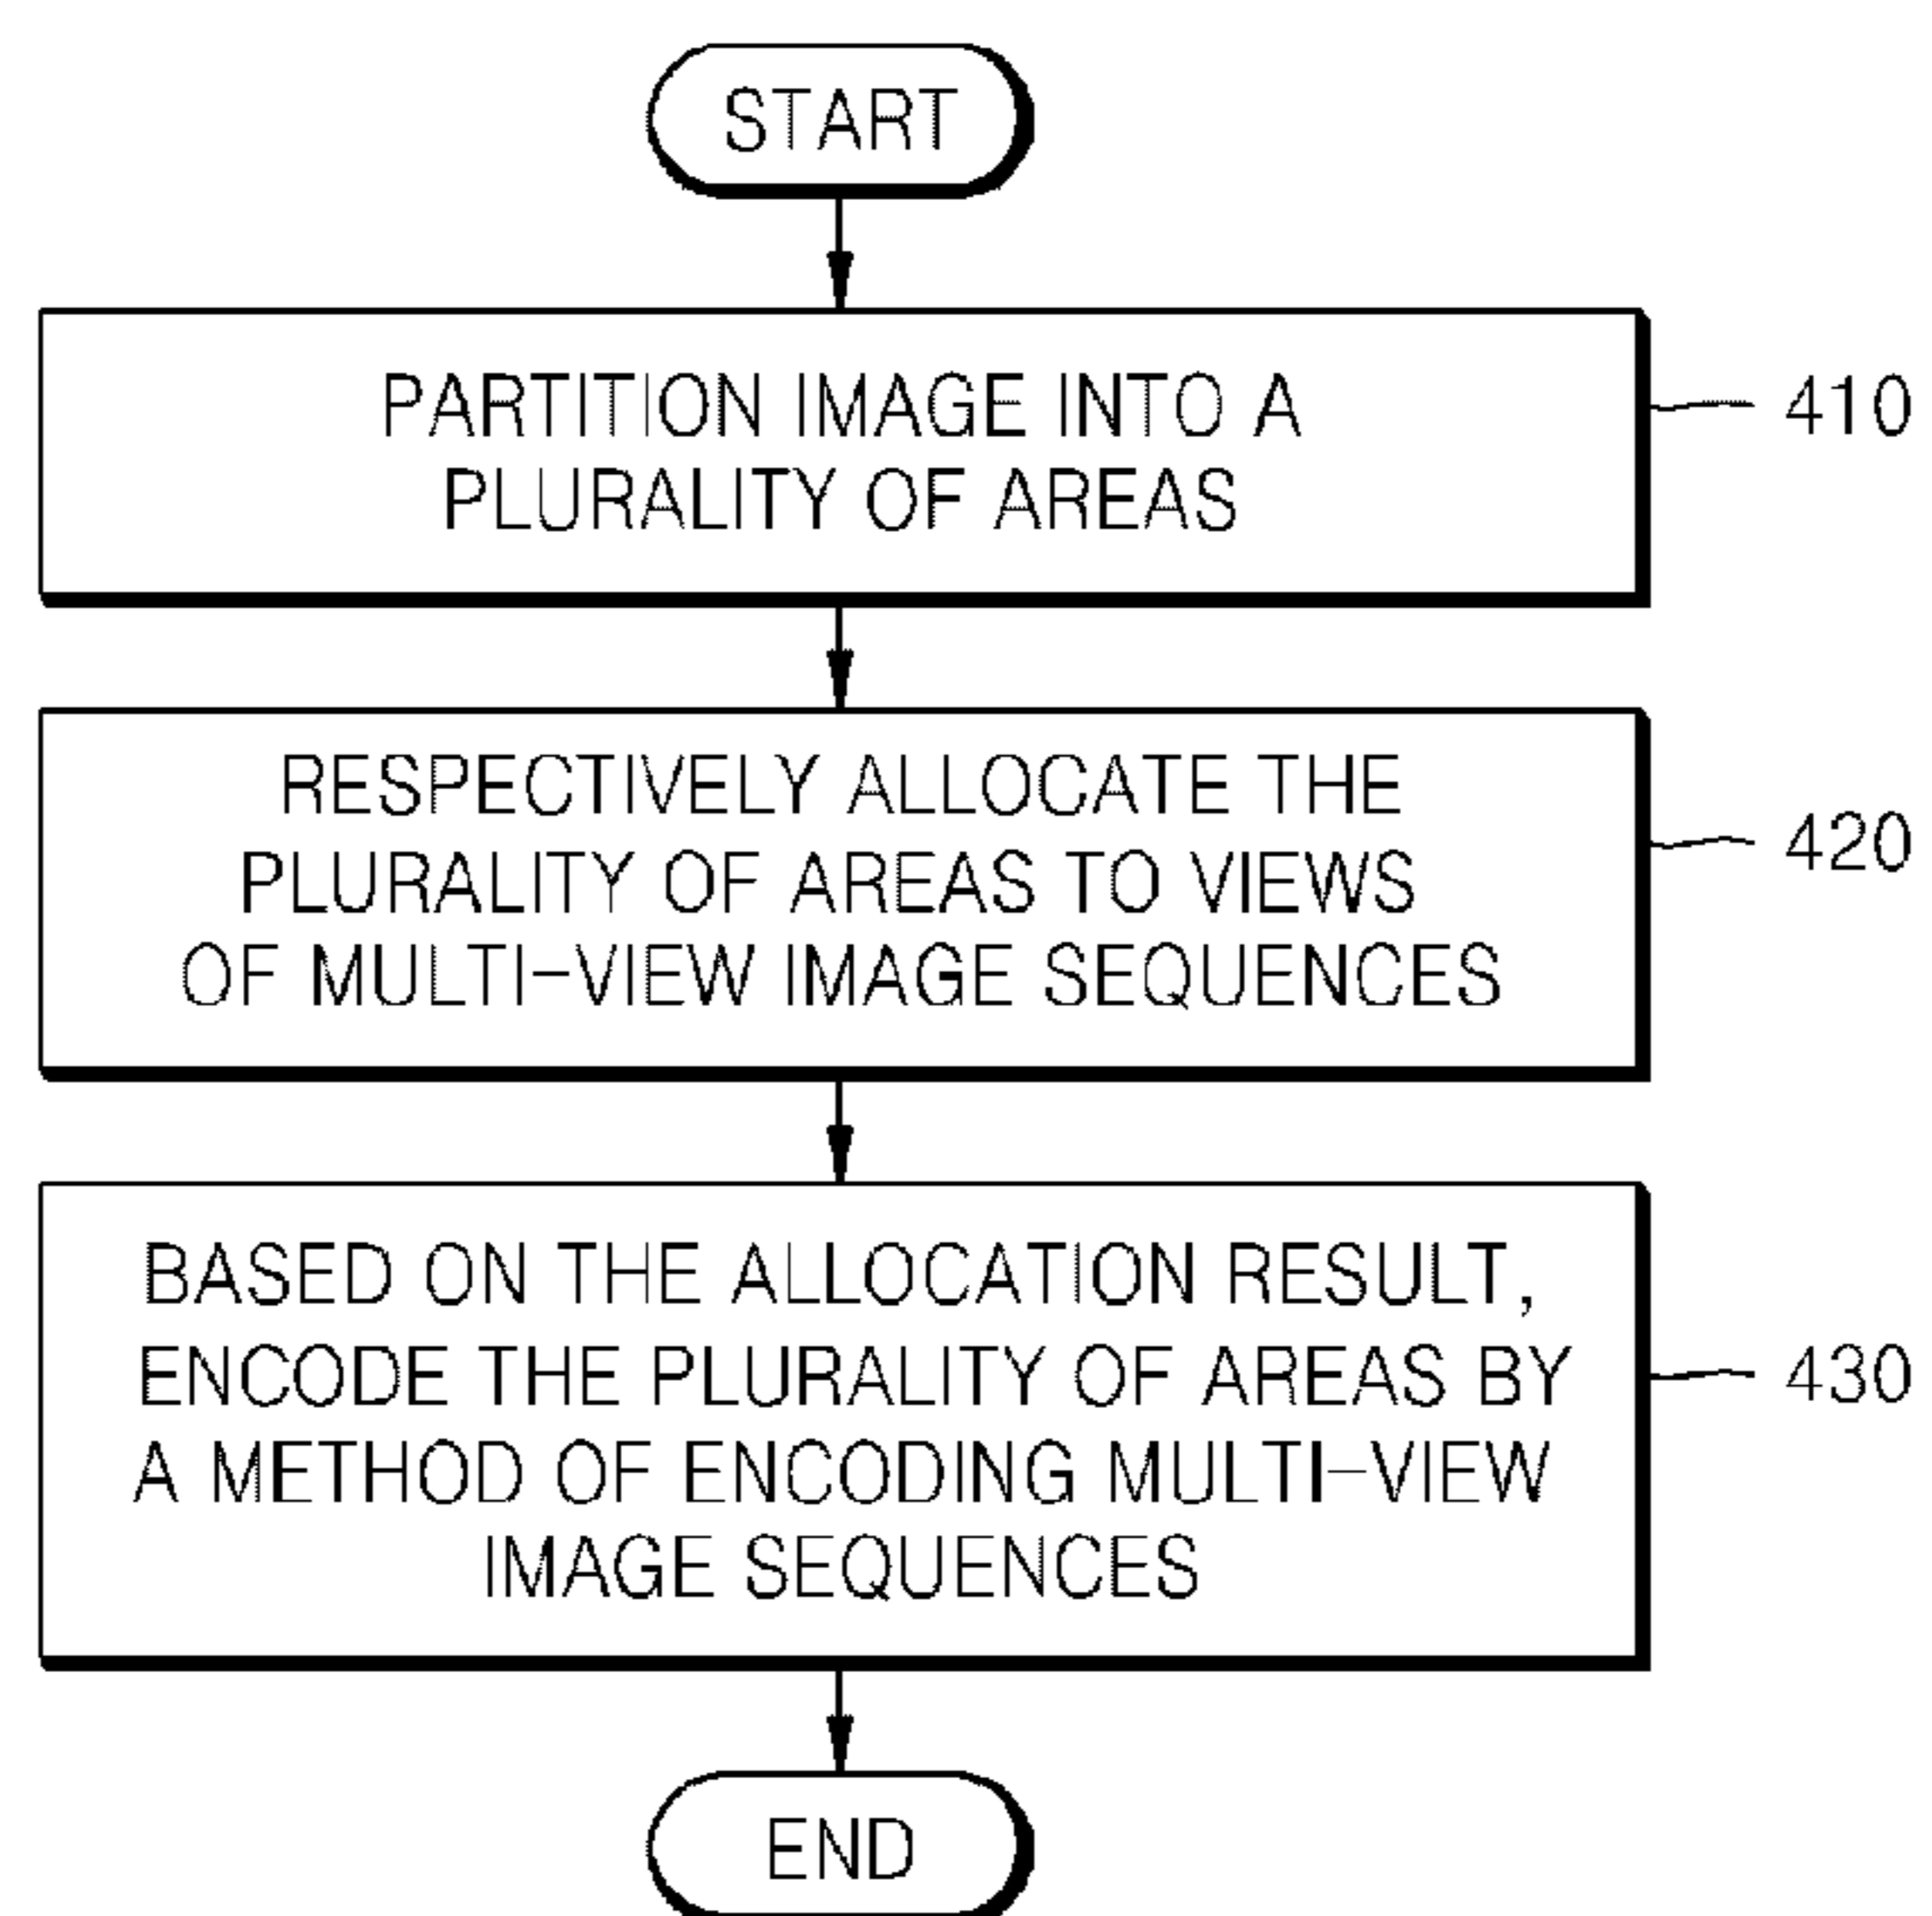 START
PARTITION IMAGE INTO A
PLURALITY OF AREAS
410
RESPECTIVELY ALLOCATE THE
PLURALITY OF AREAS TO VIEWS
OF MULTI-VIEW IMAGE SEQUENCES
420
BASED ON THE ALLOCATION RESULT,
ENCODE THE PLURALITY OF AREAS BY
A METHOD OF ENCODING MULTI-VIEW
IMAGE SEQUENCES
430
END